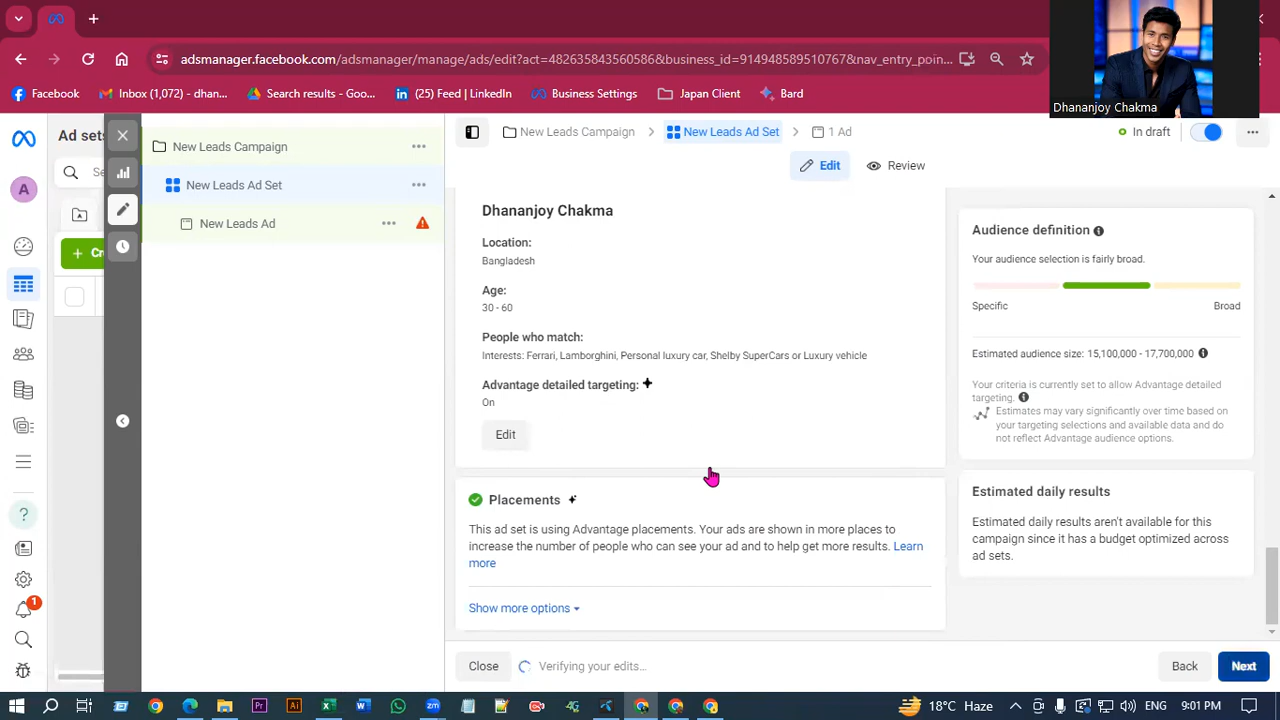 adsmanager.facebook.com/adsmanager/manage/ads/edit?act=482635843560586&business_id=914948589510767&nav_entry_poin...
Facebook
Inbox (1,072) – dhan...
Search results - Goo...
(25) Feed | LinkedIn
Business Settings
Japan Client
Bard
Dhananjoy Chakma
Ad sets
New Leads Campaign
New Leads Ad Set
New Leads Ad
New Leads Campaign
New Leads Ad Set
1 Ad
In draft
Edit
Review
A
Dhananjoy Chakma
Location:
Bangladesh
Age:
30 - 60
People who match:
Interests: Ferrari, Lamborghini, Personal luxury car, Shelby SuperCars or Luxury vehicle
Advantage detailed targeting:
On
Edit
Placements
This ad set is using Advantage placements. Your ads are shown in more places to
increase the number of people who can see your ad and to help get more results. Learn
more
Show more options
Audience definition
Your audience selection is fairly broad.
Specific
Broad
Estimated audience size: 15,100,000 - 17,700,000
Your criteria is currently set to allow Advantage detailed
targeting.
Estimates may vary significantly over time based on
your targeting selections and available data and do
not reflect Advantage audience options.
Estimated daily results
Estimated daily results aren't available for this
campaign since it has a budget optimized across
ad sets.
1
Close
Verifying your edits...
Back
Next
Pr
Ai
zm
18°C Haze
ENG
9:01 PM